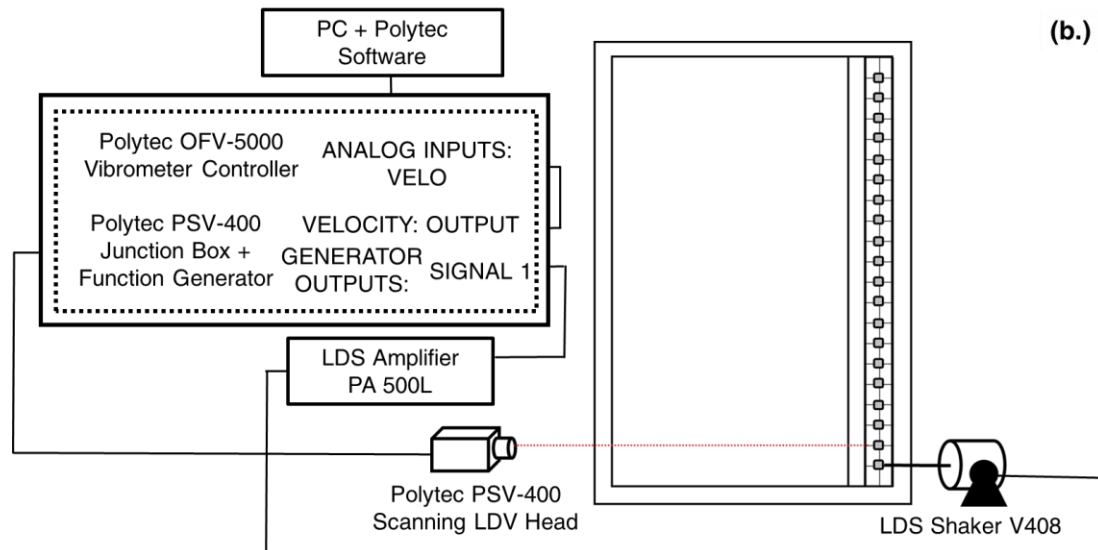 PC + Polytec
Software
(b.)
Polytec OFV-5000
Vibrometer Controller
ANALOG INPUTS:
VELO
Polytec PSV-400
Junction Box +
Function Generator
VELOCITY: OUTPUT
GENERATOR
OUTPUTS:
SIGNAL 1
LDS Amplifier
PA 500L
Polytec PSV-400
Scanning LDV Head
LDS Shaker V408